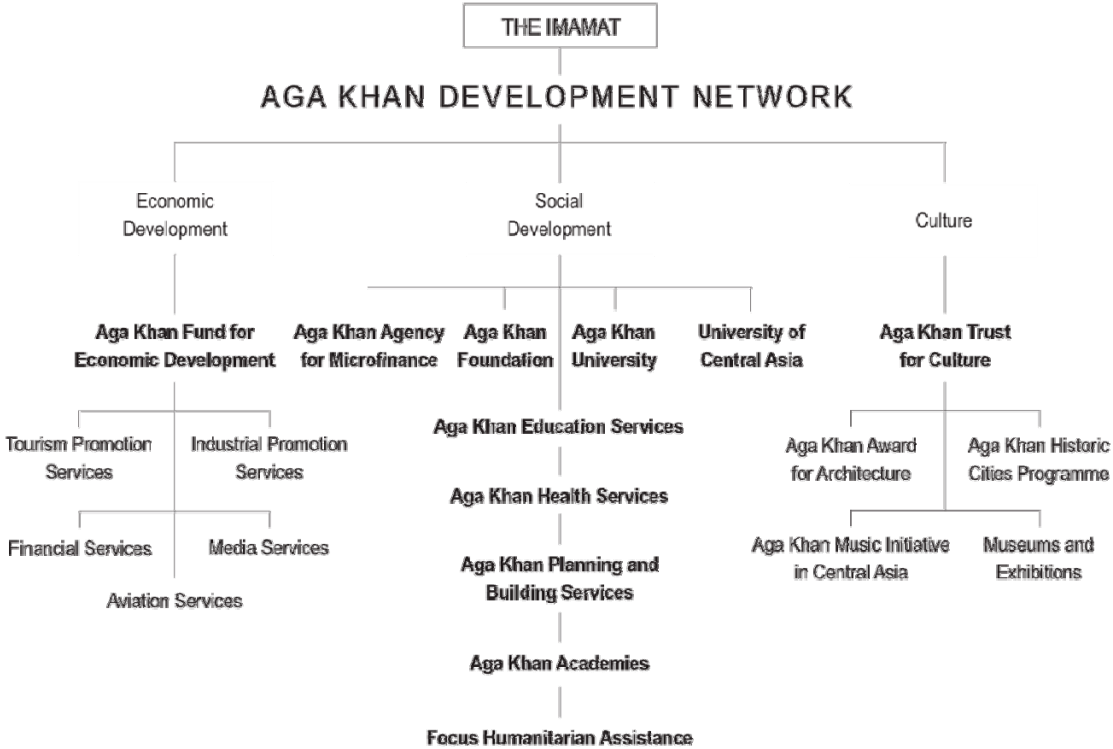 THE IMAMAT
AGA KHAN DEVELOPMENT NETWORK
Economic
Development
Social
Development
Culture
Aga Khan Fund for
Economic Development
Aga Khan Agency
for Microfinance
Aga Khan
Foundation
Aga Khan
University
University of
Central Asia
Aga Khan Trust
for Culture
Tourism Promotion
Services
Industrial Promotion
Services
Financial Services
Media Services
Aviation Services
Aga Khan Education Services
Aga Khan Health Services
Aga Khan Planning and
Building Services
Aga Khan Academies
Focus Humanitarian Assistance
Aga Khan Award
for Architecture
Aga Khan Historic
Cities Programme
Aga Khan Music Initiative
in Central Asia
Museums and
Exhibitions